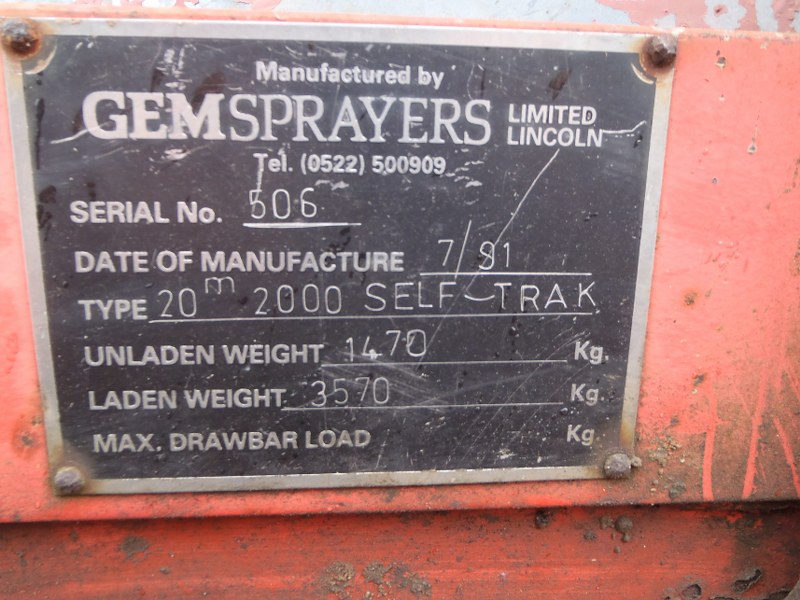 Manufactured by
GEMSPRAYERS LIMITED LINCOLN
Tel. (0522) 500909
SERIAL No. 506
DATE OF MANUFACTURE 7/91
TYPE 20m 2000 SELF-TRAK
UNLADEN WEIGHT 1470 Kg.
LADEN WEIGHT 3570 Kg.
MAX. DRAWBAR LOAD Kg.